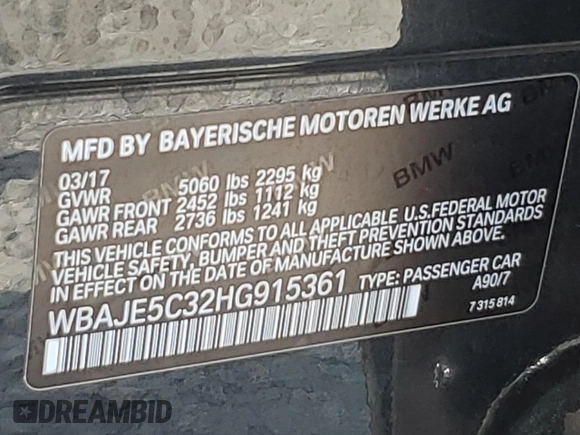 MFD BY BAYERISCHE MOTOREN WERKE AG
03/17
GVWR 5060 lbs 2295 kg
GAWR FRONT 2452 lbs 1112 kg
GAWR REAR 2736 lbs 1241 kg
THIS VEHICLE CONFORMS TO ALL APPLICABLE U.S.FEDERAL MOTOR
VEHICLE SAFETY, BUMPER AND THEFT PREVENTION STANDARDS
IN EFFECT ON THE DATE OF MANUFACTURE SHOWN ABOVE.
WBAJE5C32HG915361 TYPE: PASSENGER CAR
A90/7
7 315 814
BMW
BMW
BMW
DREAMBID